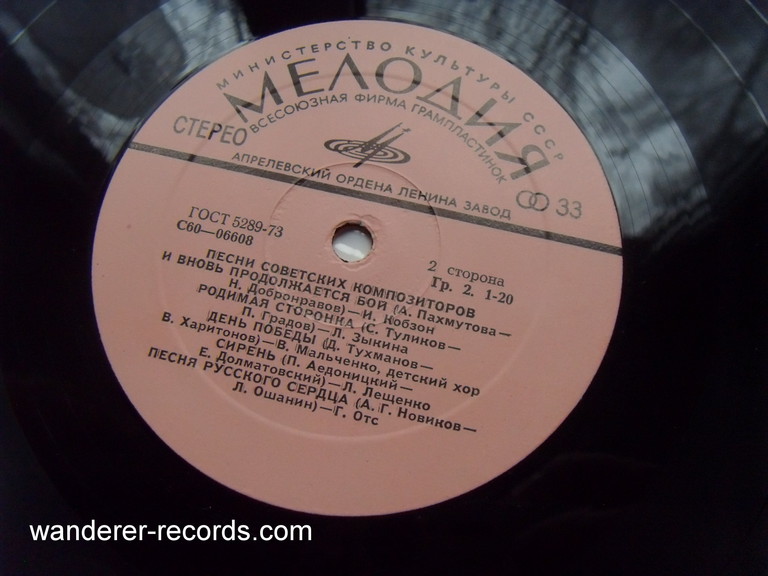 МИНИСТЕРСТВО КУЛЬТУРЫ СССР
МЕЛОДИЯ
ВСЕСОЮЗНАЯ ФИРМА ГРАМПЛАСТИНОК
СТЕРЕО
АПРЕЛЕВСКИЙ ОРДЕНА ЛЕНИНА ЗАВОД
33
ГОСТ 5289-73
С60—06608
2 сторона
Гр. 2. 1-20
ПЕСНИ СОВЕТСКИХ КОМПОЗИТОРОВ
И ВНОВЬ ПРОДОЛЖАЕТСЯ БОЙ (А. Пахмутова—
Н. Добронравов)—И. Кобзон
РОДИМАЯ СТОРОНКА (С. Туликов—
П. Градов)—Л. Зыкина
ДЕНЬ ПОБЕДЫ (Д. Тухманов—
В. Харитонов)—В. Мальченко, детский хор
СИРЕНЬ (П. Аедоницкий—
Е. Долматовский)—Л. Лещенко
ПЕСНЯ РУССКОГО СЕРДЦА (А. Г. Новиков—
Л. Ошанин)—Г. Отс
wanderer-records.com